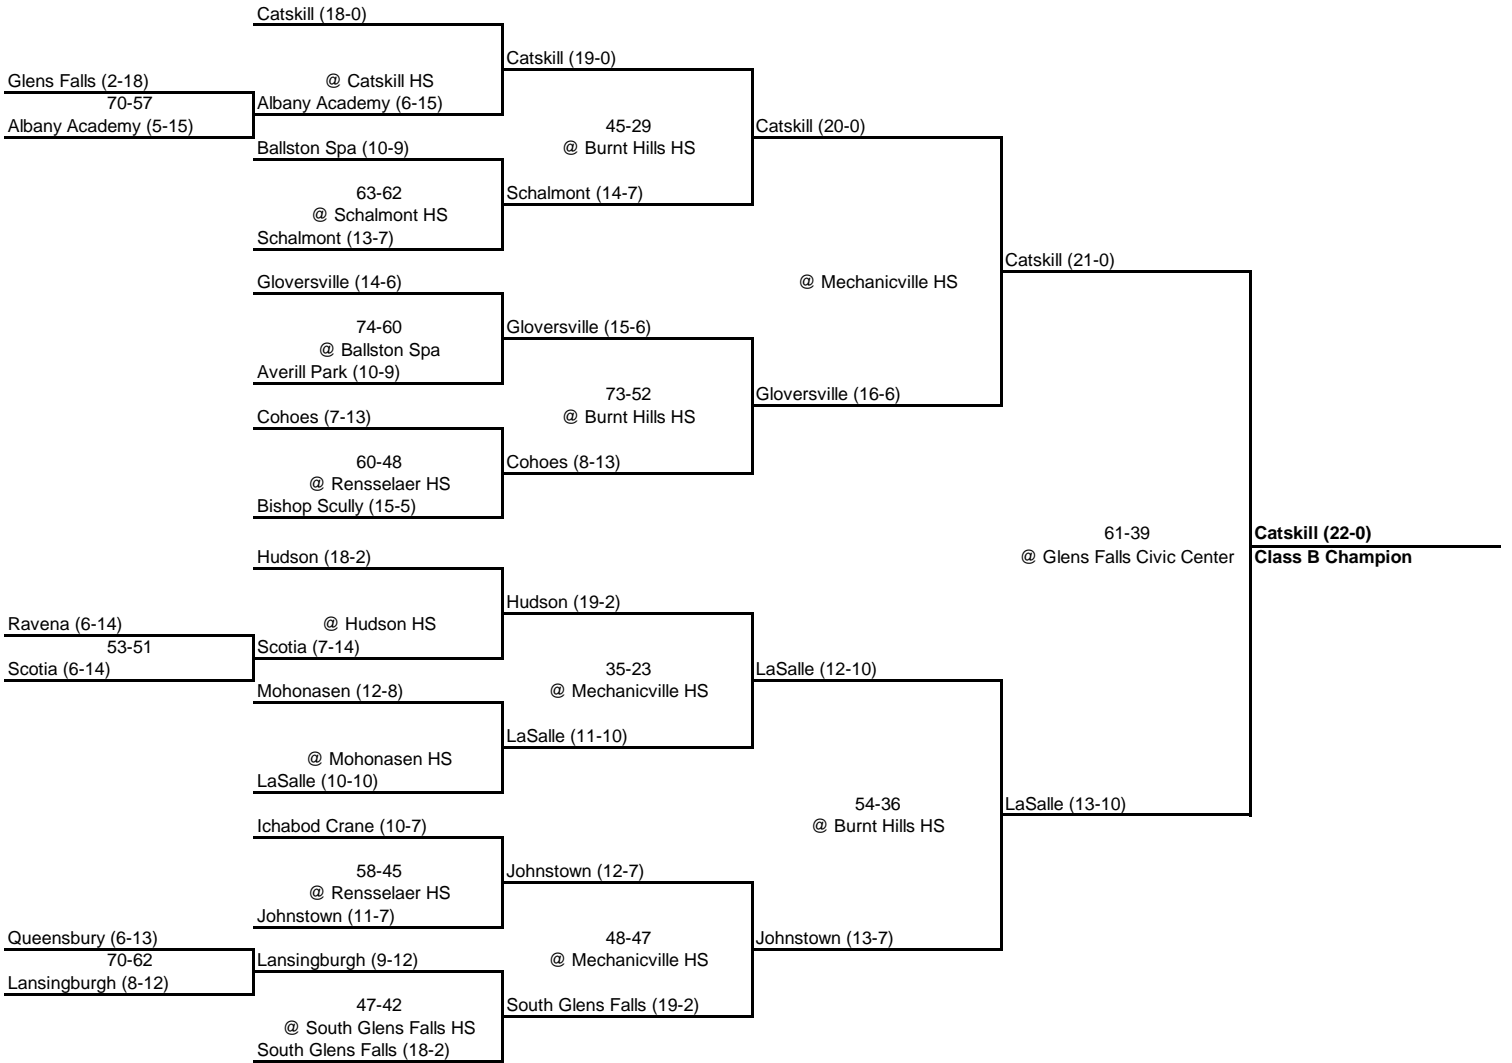 Catskill (18-0)
Catskill (19-0)
Glens Falls (2-18)
@ Catskill HS
70-57
Albany Academy (6-15)
Albany Academy (5-15)
45-29
Catskill (20-0)
Ballston Spa (10-9)
@ Burnt Hills HS
63-62
Schalmont (14-7)
@ Schalmont HS
Schalmont (13-7)
Catskill (21-0)
Gloversville (14-6)
@ Mechanicville HS
74-60
Gloversville (15-6)
@ Ballston Spa
Averill Park (10-9)
73-52
Gloversville (16-6)
Cohoes (7-13)
@ Burnt Hills HS
60-48
Cohoes (8-13)
@ Rensselaer HS
Bishop Scully (15-5)
61-39
Catskill (22-0)
Hudson (18-2)
@ Glens Falls Civic Center
Class B Champion
Hudson (19-2)
Ravena (6-14)
@ Hudson HS
53-51
Scotia (7-14)
Scotia (6-14)
35-23
LaSalle (12-10)
Mohonasen (12-8)
@ Mechanicville HS
LaSalle (11-10)
@ Mohonasen HS
LaSalle (10-10)
54-36
LaSalle (13-10)
Ichabod Crane (10-7)
@ Burnt Hills HS
58-45
Johnstown (12-7)
@ Rensselaer HS
Johnstown (11-7)
Queensbury (6-13)
48-47
Johnstown (13-7)
70-62
Lansingburgh (9-12)
@ Mechanicville HS
Lansingburgh (8-12)
47-42
South Glens Falls (19-2)
@ South Glens Falls HS
South Glens Falls (18-2)